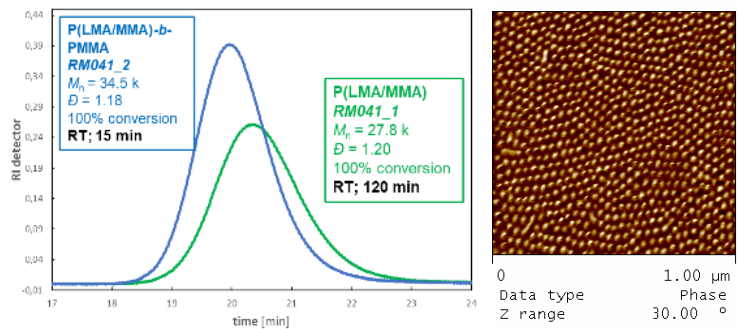 0,44
0,39
0,34
0,29
0,24
0,19
0,14
0,09
0,04
-0,01
RI detector
P(LMA/MMA)-b-
PMMA
RM041_2
Mn = 34.5 k
Đ = 1.18
100% conversion
RT; 15 min
P(LMA/MMA)
RM041_1
Mn = 27.8 k
Đ = 1.20
100% conversion
RT; 120 min
17 18 19 20 21 22 23 24
time [min]
0 1.00 µm
Data type Phase
Z range 30.00 º